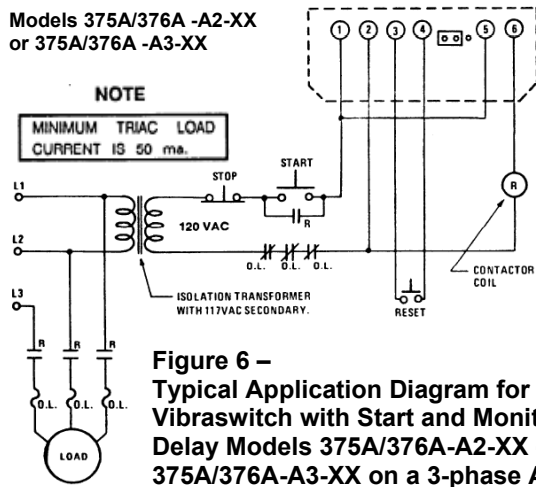 Models 375A/376A -A2-XX
or 375A/376A -A3-XX
1 2 3 4 5 6
NOTE
MINIMUM TRIAC LOAD
CURRENT IS 50 ma.
STOP
START
R
R
L1
120 VAC
L2
O.L. O.L. O.L.
CONTACTOR
COIL
L3
ISOLATION TRANSFORMER
WITH 117VAC SECONDARY.
RESET
R R R
O.L. O.L. O.L.
LOAD
Figure 6 –
Typical Application Diagram for
Vibraswitch with Start and Monit
Delay Models 375A/376A-A2-XX
375A/376A-A3-XX on a 3-phase A